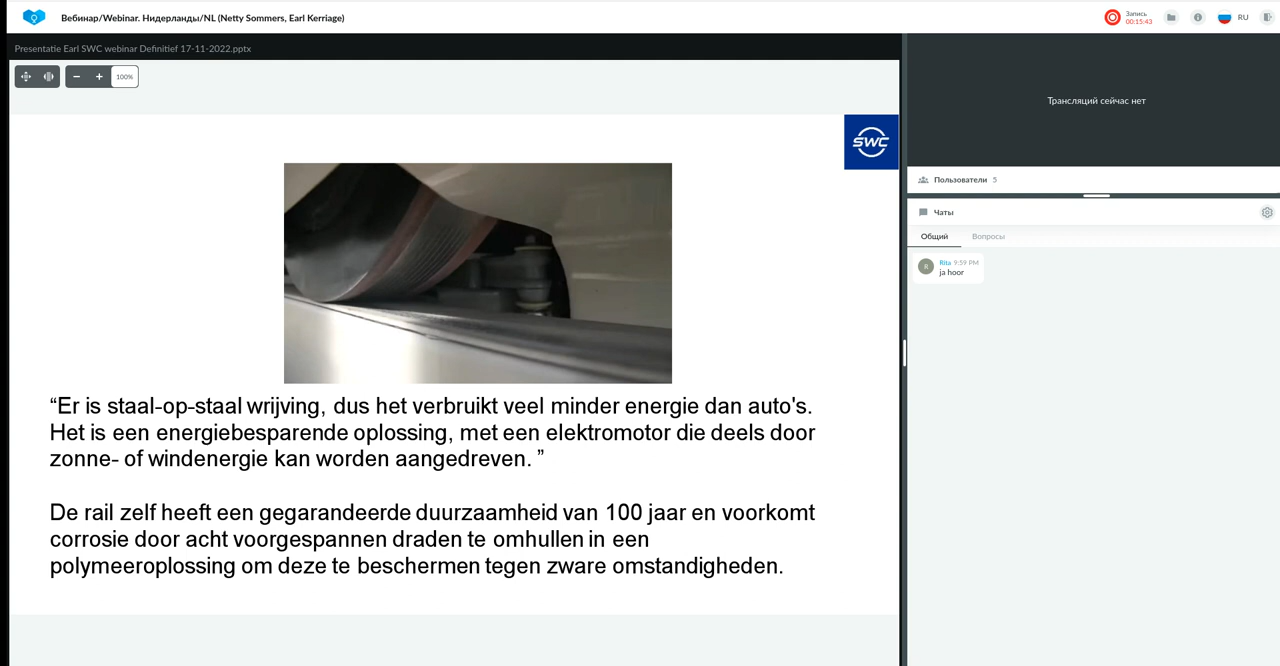 Вебинар/Webinar. Нидерланды/NL (Netty Sommers, Earl Kerriage)
Запись
00:15:43
RU
Presentatie Earl SWC webinar Definitief 17-11-2022.pptx
100%
SWC
“Er is staal-op-staal wrijving, dus het verbruikt veel minder energie dan auto's.
Het is een energiebesparende oplossing, met een elektromotor die deels door
zonne- of windenergie kan worden aangedreven. ”
De rail zelf heeft een gegarandeerde duurzaamheid van 100 jaar en voorkomt
corrosie door acht voorgespannen draden te omhullen in een
polymeeroplossing om deze te beschermen tegen zware omstandigheden.
Трансляций сейчас нет
Пользователи 5
Чаты
Общий Вопросы
R Rita 9:59 PM
ja hoor